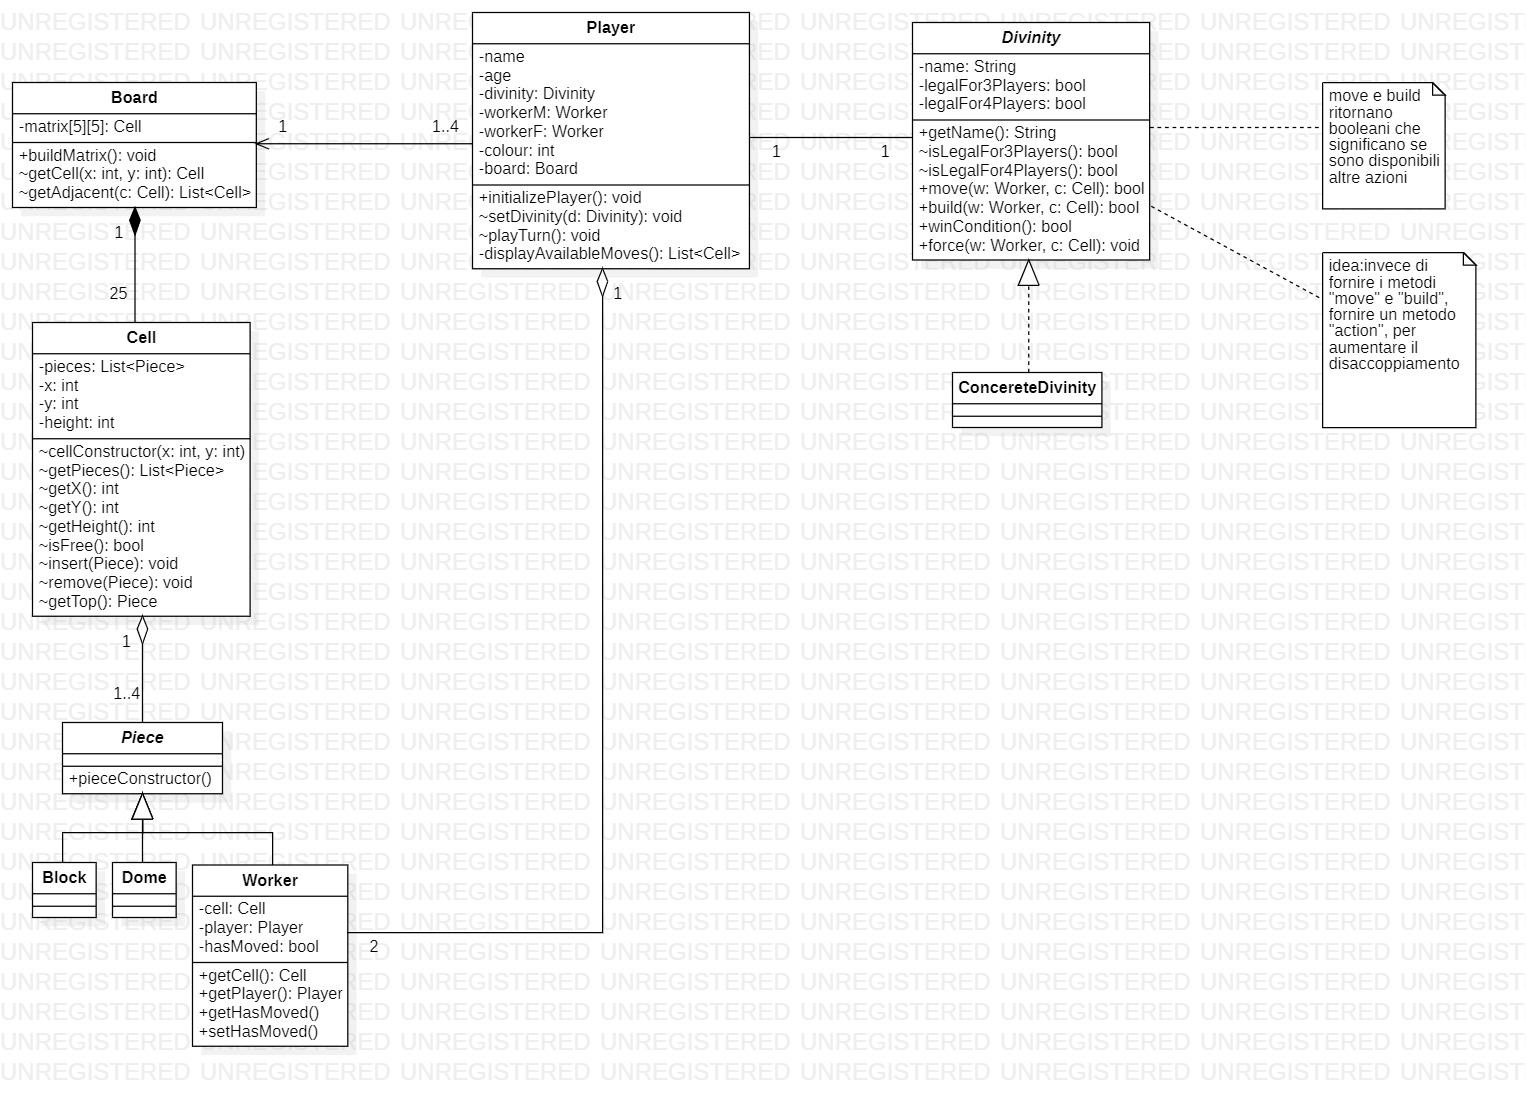 Board
-matrix[5][5]: Cell
+buildMatrix(): void
~getCell(x: int, y: int): Cell
~getAdjacent(c: Cell): List<Cell>
1
1..4
Player
-name
-age
-divinity: Divinity
-workerM: Worker
-workerF: Worker
-colour: int
-board: Board
+initializePlayer(): void
~setDivinity(d: Divinity): void
~playTurn(): void
-displayAvailableMoves(): List<Cell>
1
1
Divinity
-name: String
-legalFor3Players: bool
-legalFor4Players: bool
+getName(): String
~isLegalFor3Players(): bool
~isLegalFor4Players(): bool
+move(w: Worker, c: Cell): bool
+build(w: Worker, c: Cell): bool
+winCondition(): bool
+force(w: Worker, c: Cell): void
move e build
ritornano
booleani che
significano se
sono disponibili
altre azioni
idea:invece di
fornire i metodi
"move" e "build",
fornire un metodo
"action", per
aumentare il
disaccoppiamento
ConcereteDivinity
1
25
1
Cell
-pieces: List<Piece>
-x: int
-y: int
-height: int
~cellConstructor(x: int, y: int)
~getPieces(): List<Piece>
~getX(): int
~getY(): int
~getHeight(): int
~isFree(): bool
~insert(Piece): void
~remove(Piece): void
~getTop(): Piece
1
1..4
Piece
+pieceConstructor()
Block
Dome
Worker
-cell: Cell
-player: Player
-hasMoved: bool
+getCell(): Cell
+getPlayer(): Player
+getHasMoved()
+setHasMoved()
2
UNREGISTERED